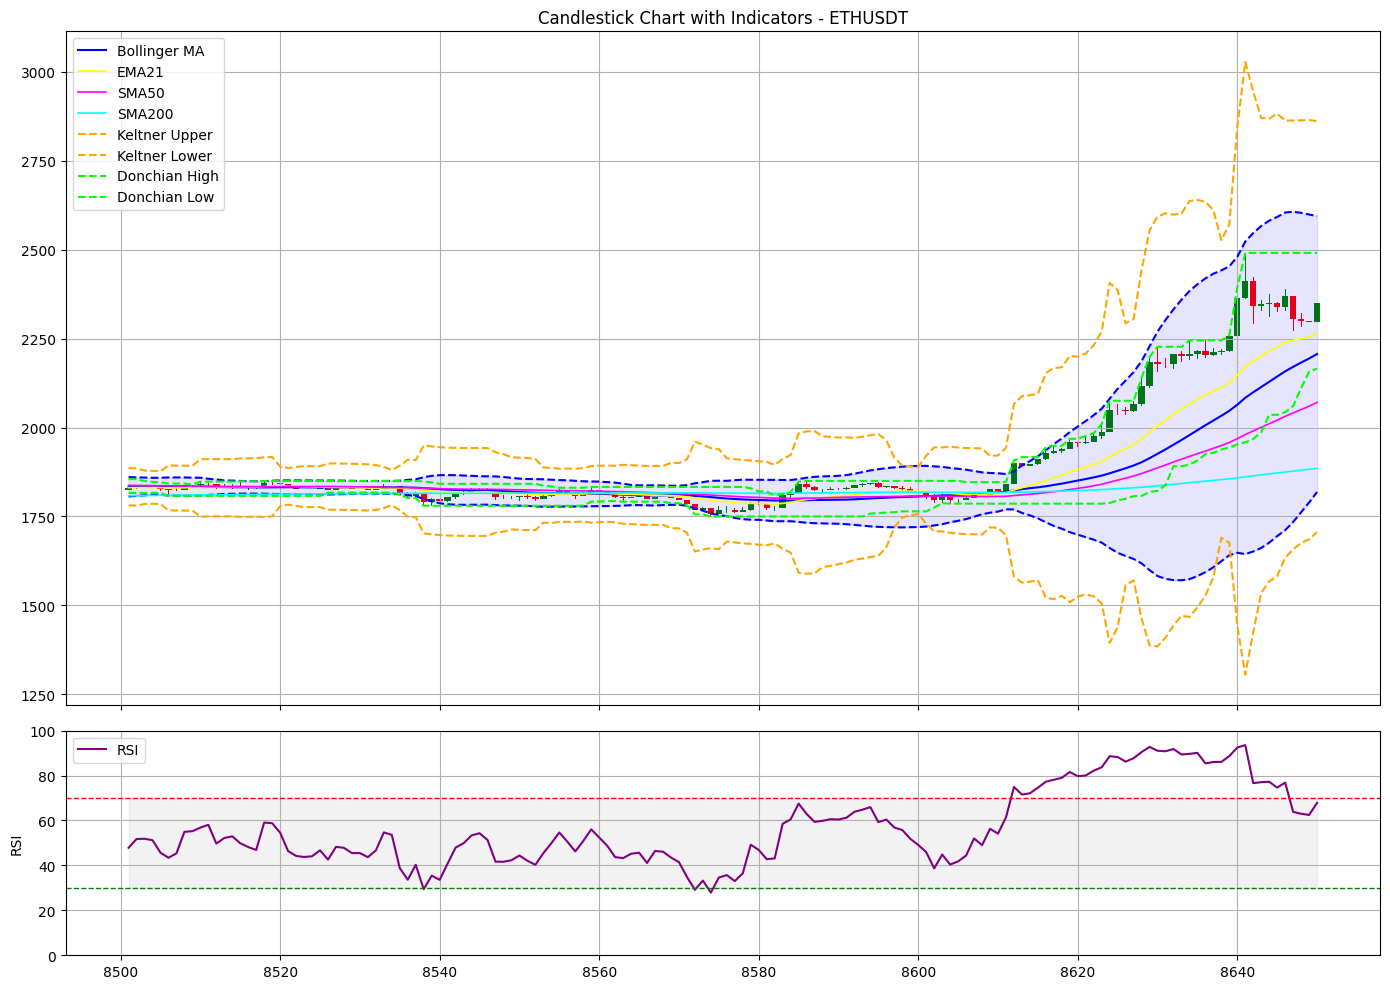 Candlestick Chart with Indicators - ETHUSDT
Bollinger MA
EMA21
SMA50
SMA200
Keltner Upper
Keltner Lower
Donchian High
Donchian Low
3000
2750
2500
2250
2000
1750
1500
1250
RSI
100
80
60
40
20
0
RSI
8500 8520 8540 8560 8580 8600 8620 8640